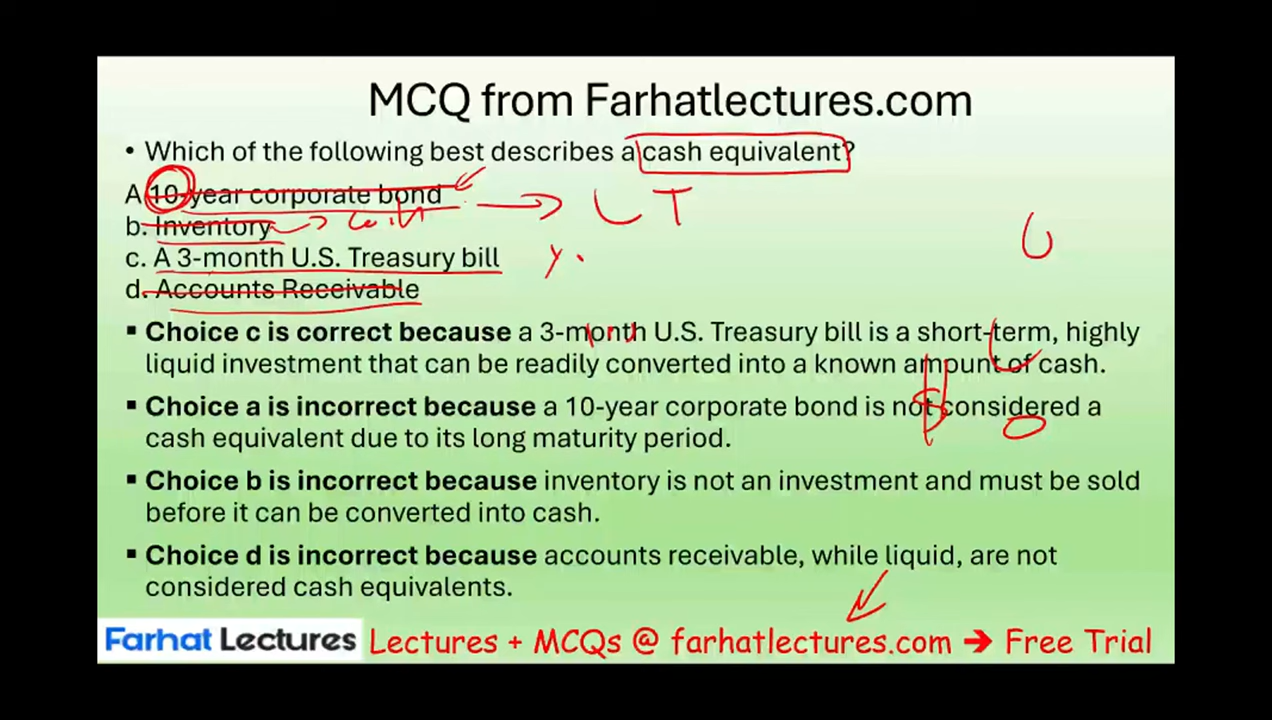 MCQ from Farhatlectures.com
• Which of the following best describes a cash equivalent?
A 10-year corporate bond → LT
b. Inventory → cash
c. A 3-month U.S. Treasury bill
d. Accounts Receivable
▪ Choice c is correct because a 3-month U.S. Treasury bill is a short-term, highly
liquid investment that can be readily converted into a known amount of cash.
▪ Choice a is incorrect because a 10-year corporate bond is not considered a
cash equivalent due to its long maturity period.
▪ Choice b is incorrect because inventory is not an investment and must be sold
before it can be converted into cash.
▪ Choice d is incorrect because accounts receivable, while liquid, are not
considered cash equivalents.
Farhat Lectures Lectures + MCQs @ farhatlectures.com → Free Trial